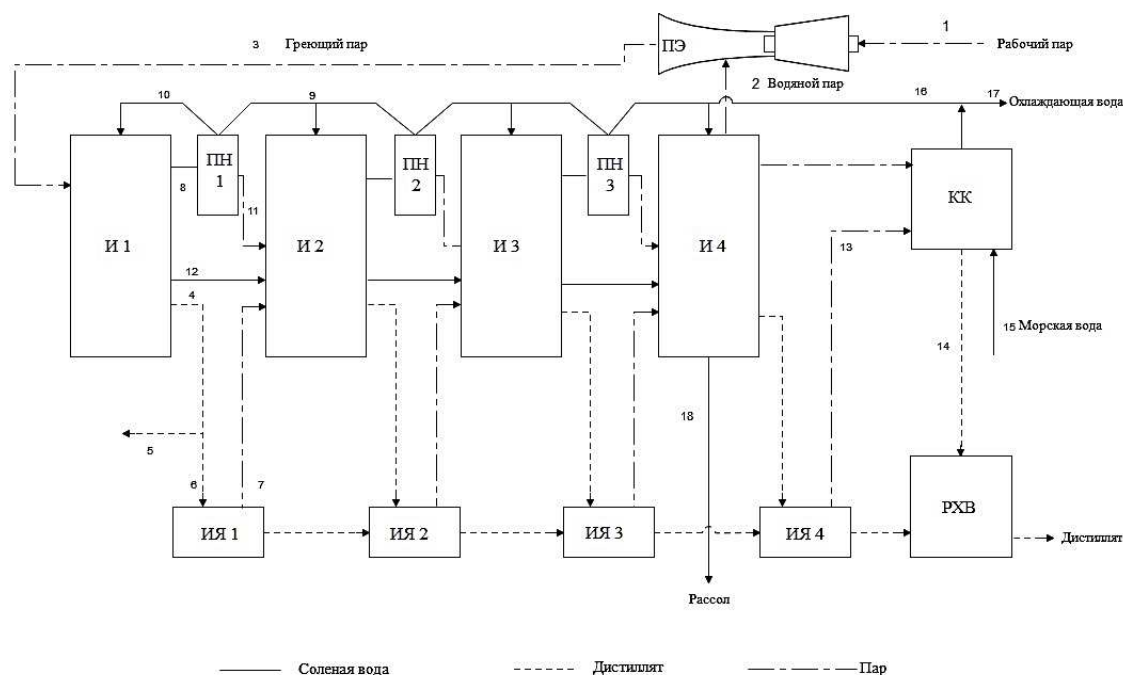 1
3 Греющий пар
ПЭ
Рабочий пар
2 Водяной пар
10
9
16
17
Охлаждающая вода
ПН
1
ПН
2
ПН
3
8
11
КК
И 1
И 2
И 3
И 4
13
12
4
15 Морская вода
14
18
5
6
7
ИЯ 1
ИЯ 2
ИЯ 3
ИЯ 4
РХВ
Дистиллят
Рассол
Соленая вода
Дистиллят
Пар